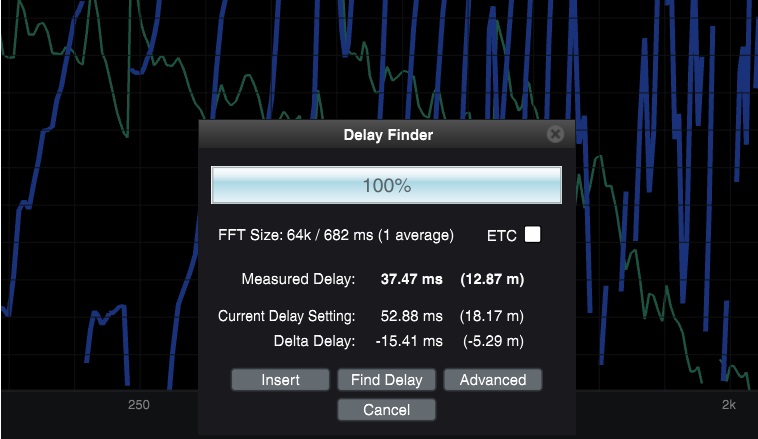 Delay Finder
100%
FFT Size: 64k / 682 ms (1 average) ETC
Measured Delay: 37.47 ms (12.87 m)
Current Delay Setting: 52.88 ms (18.17 m)
Delta Delay: -15.41 ms (-5.29 m)
Insert Find Delay Advanced
Cancel
250 2k